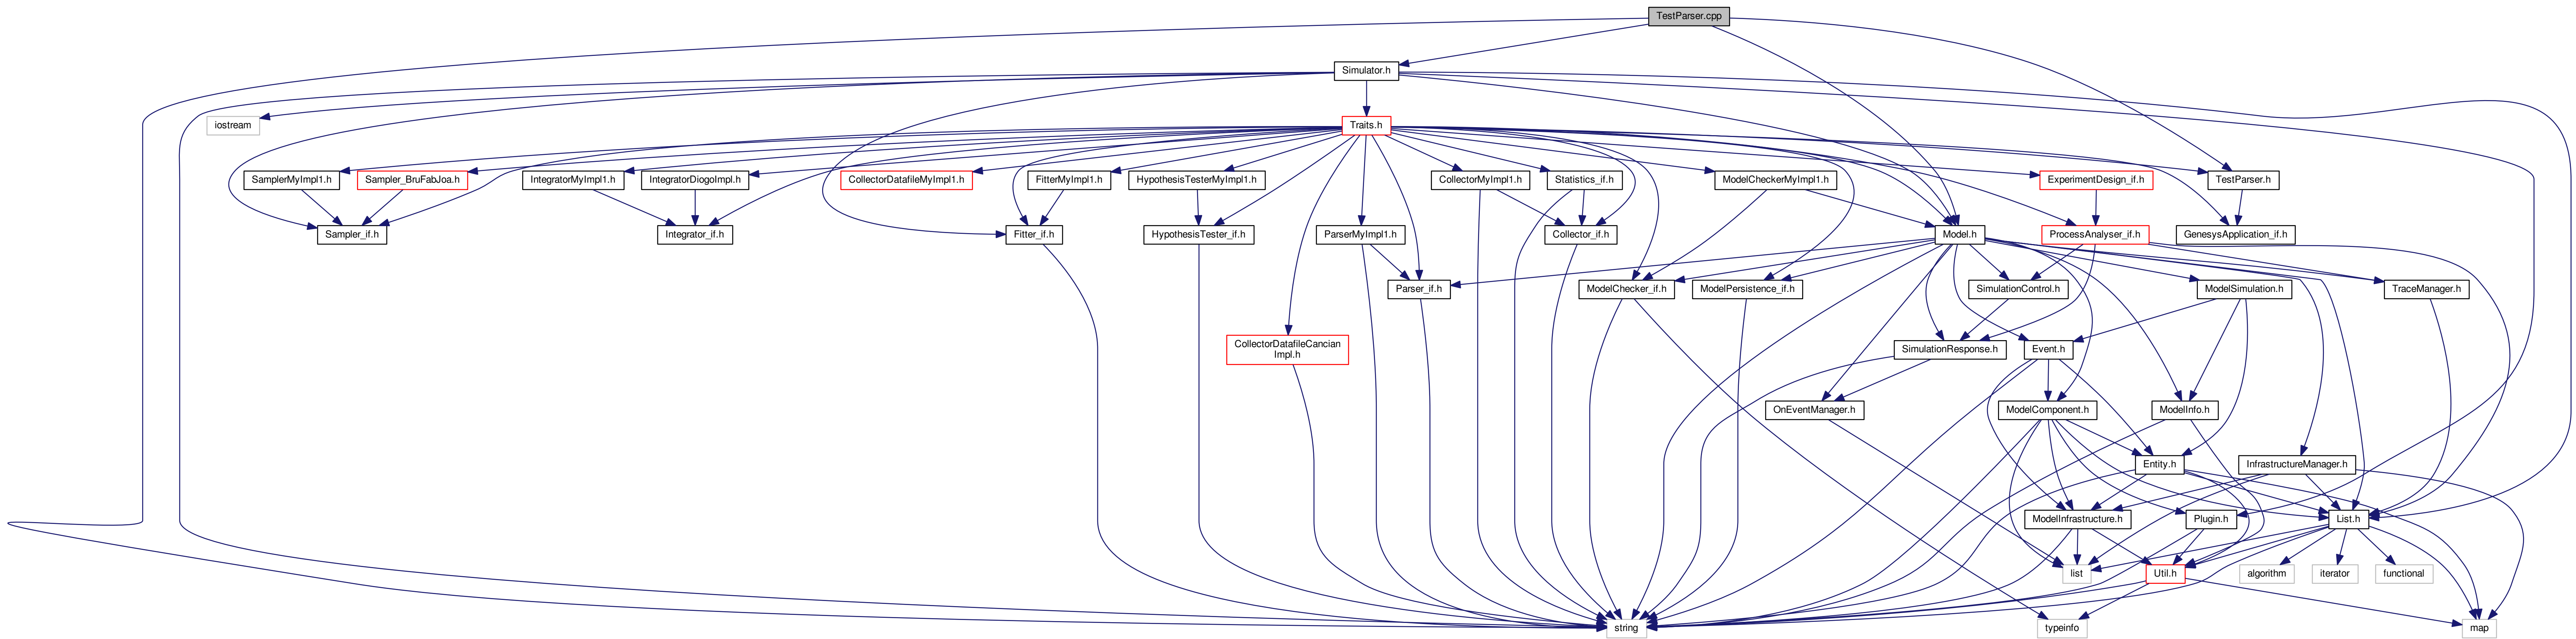 TestParser.cpp
Simulator.h
iostream
Traits.h
SamplerMyImpl1.h
Sampler_BruFabJoa.h
IntegratorMyImpl1.h
IntegratorDiogoImpl.h
CollectorDatafileMyImpl1.h
FitterMyImpl1.h
HypothesisTesterMyImpl1.h
CollectorMyImpl1.h
Statistics_if.h
ModelCheckerMyImpl1.h
ExperimentDesign_if.h
TestParser.h
Sampler_if.h
Integrator_if.h
Fitter_if.h
HypothesisTester_if.h
ParserMyImpl1.h
Collector_if.h
Model.h
ProcessAnalyser_if.h
GenesysApplication_if.h
Parser_if.h
ModelChecker_if.h
ModelPersistence_if.h
SimulationControl.h
ModelSimulation.h
TraceManager.h
CollectorDatafileCancian
Impl.h
SimulationResponse.h
Event.h
OnEventManager.h
ModelComponent.h
ModelInfo.h
Entity.h
InfrastructureManager.h
ModelInfrastructure.h
Plugin.h
List.h
list
Util.h
algorithm
iterator
functional
string
typeinfo
map